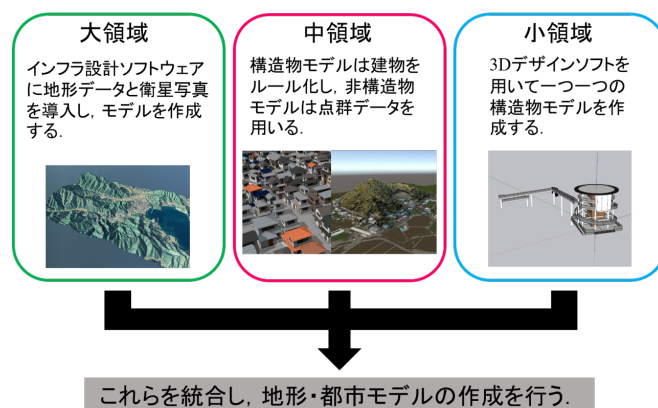 大領域
インフラ設計ソフトウェア
に地形データと衛星写真
を導入し，モデルを作成
する．
中領域
構造物モデルは建物を
ルール化し，非構造物
モデルは点群データを
用いる．
小領域
3Dデザインソフトを
用いて一つ一つの
構造物モデルを作
成する．
これらを統合し，地形・都市モデルの作成を行う．